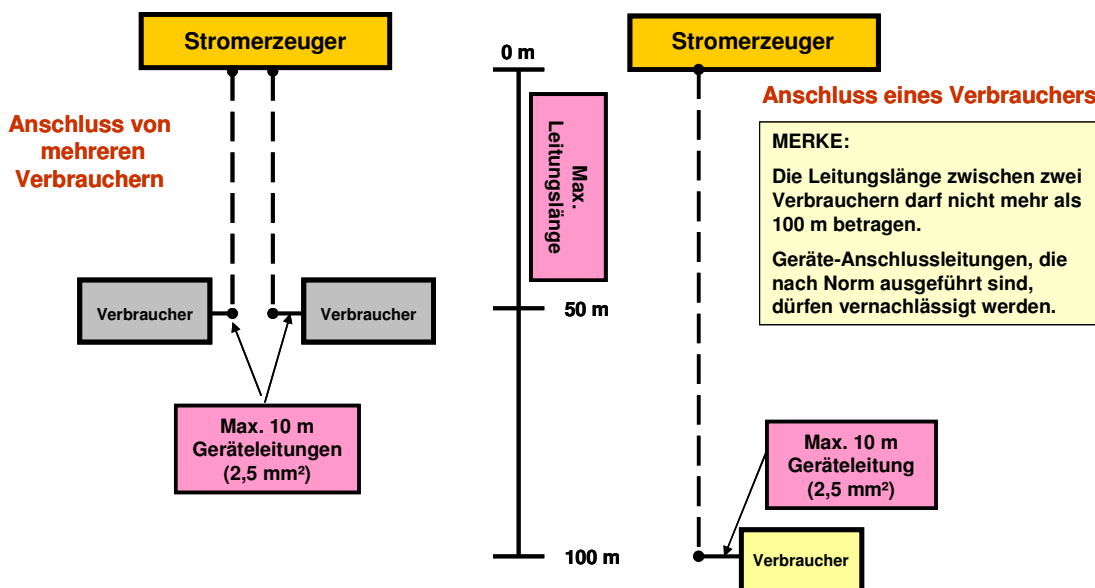 Stromerzeuger
Anschluss von
mehreren
Verbrauchern
Verbraucher
Verbraucher
Max. 10 m
Geräteleitungen
(2,5 mm²)
0 m
Max.
Leitungslänge
50 m
100 m
Stromerzeuger
Anschluss eines Verbrauchers
MERKE:
Die Leitungslänge zwischen zwei
Verbrauchern darf nicht mehr als
100 m betragen.
Geräte-Anschlussleitungen, die
nach Norm ausgeführt sind,
dürfen vernachlässigt werden.
Max. 10 m
Geräteleitung
(2,5 mm²)
Verbraucher